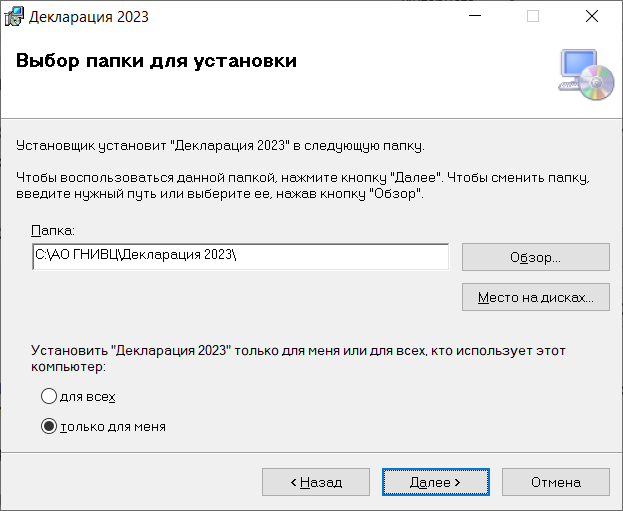 Декларация 2023
Выбор папки для установки
Установщик установит "Декларация 2023" в следующую папку.
Чтобы воспользоваться данной папкой, нажмите кнопку "Далее". Чтобы сменить папку,
введите нужный путь или выберите ее, нажав кнопку "Обзор".
Папка:
C:\АО ГНИВЦ\Декларация 2023\
Обзор...
Место на дисках...
Установить "Декларация 2023" только для меня или для всех, кто использует этот
компьютер:
для всех
только для меня
< Назад
Далее >
Отмена